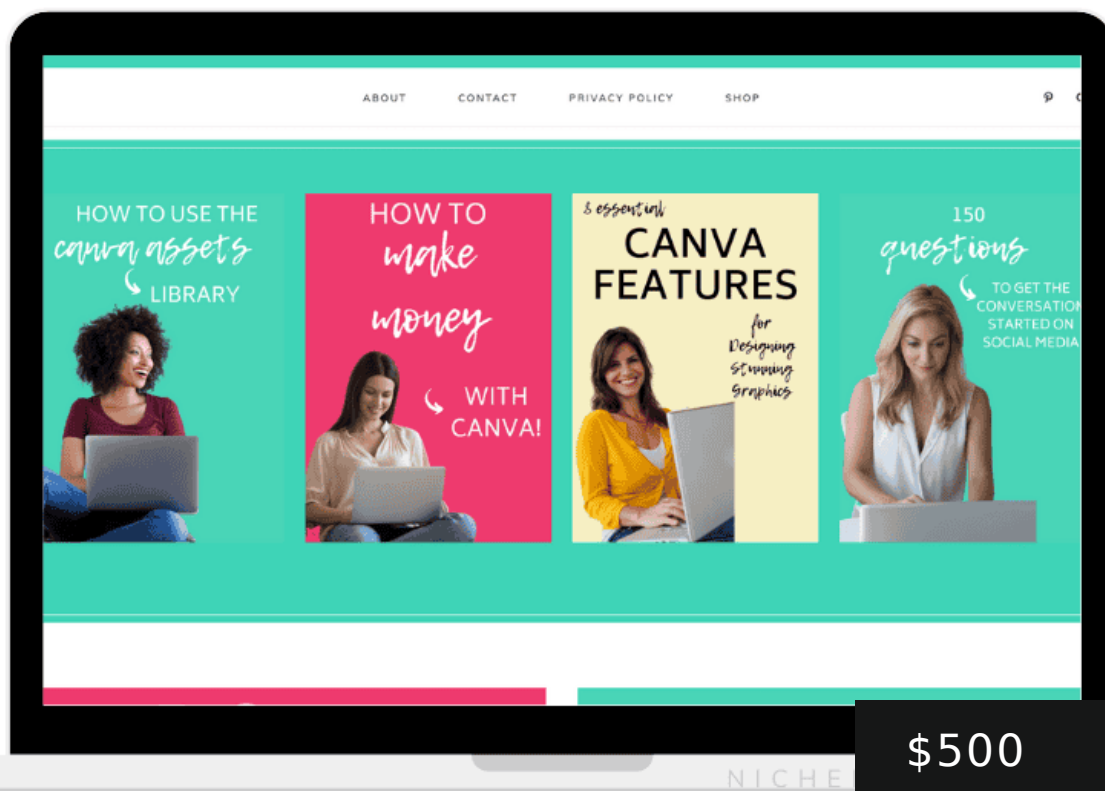 ABOUT CONTACT PRIVACY POLICY SHOP
HOW TO USE THE
canva assets
LIBRARY
HOW TO
make
money
WITH
CANVA!
8 essential
CANVA
FEATURES
for
Designing
Stunning
Graphics
150
questions
TO GET THE
CONVERSATION
STARTED ON
SOCIAL MEDIA
$500